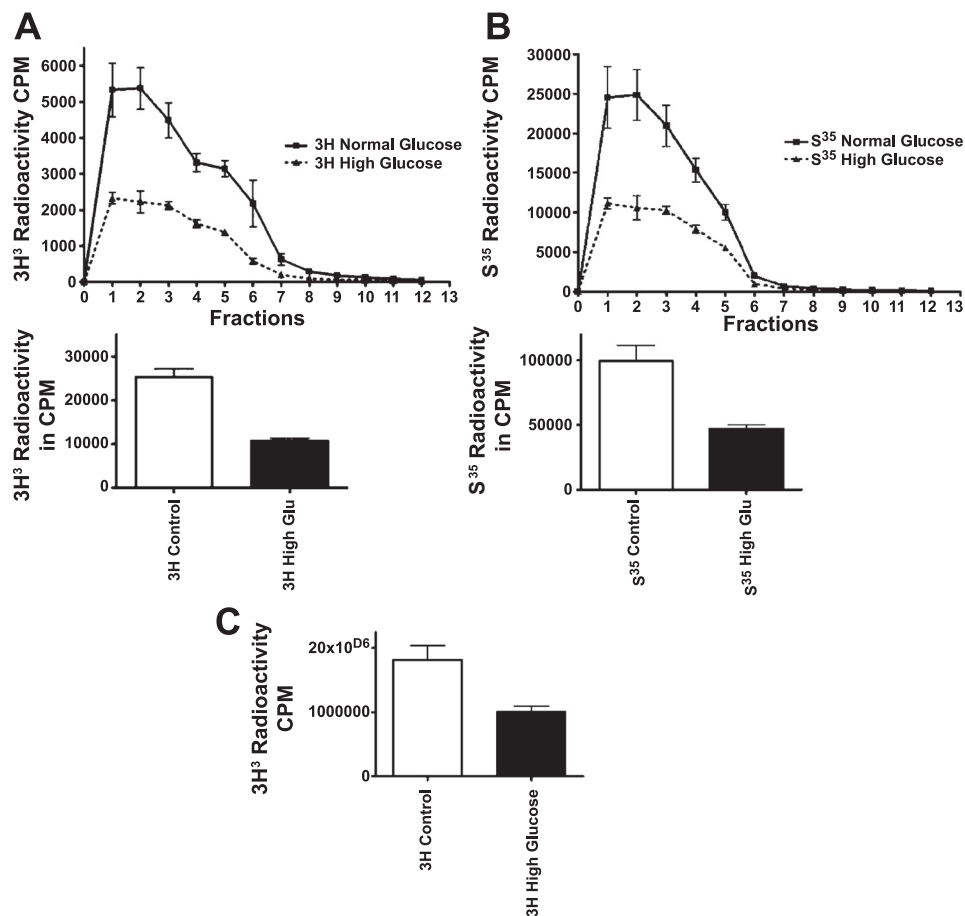 A
3H³ Radioactivity CPM
6000
5000
4000
3000
2000
1000
0
3H Normal Glucose
3H High Glucose
0 1 2 3 4 5 6 7 8 9 10 11 12 13
Fractions
3H³ Radioactivity
in CPM
30000
20000
10000
0
3H Control
3H High Glu
B
S³⁵ Radioactivity CPM
30000
25000
20000
15000
10000
5000
0
S³⁵ Normal Glucose
S³⁵ High Glucose
0 1 2 3 4 5 6 7 8 9 10 11 12 13
Fractions
S³⁵ Radioactivity
in CPM
100000
50000
0
S³⁵ Control
S³⁵ High Glu
C
3H³ Radioactivity
CPM
20x10ᴰ⁶
1000000
0
3H Control
3H High Glucose